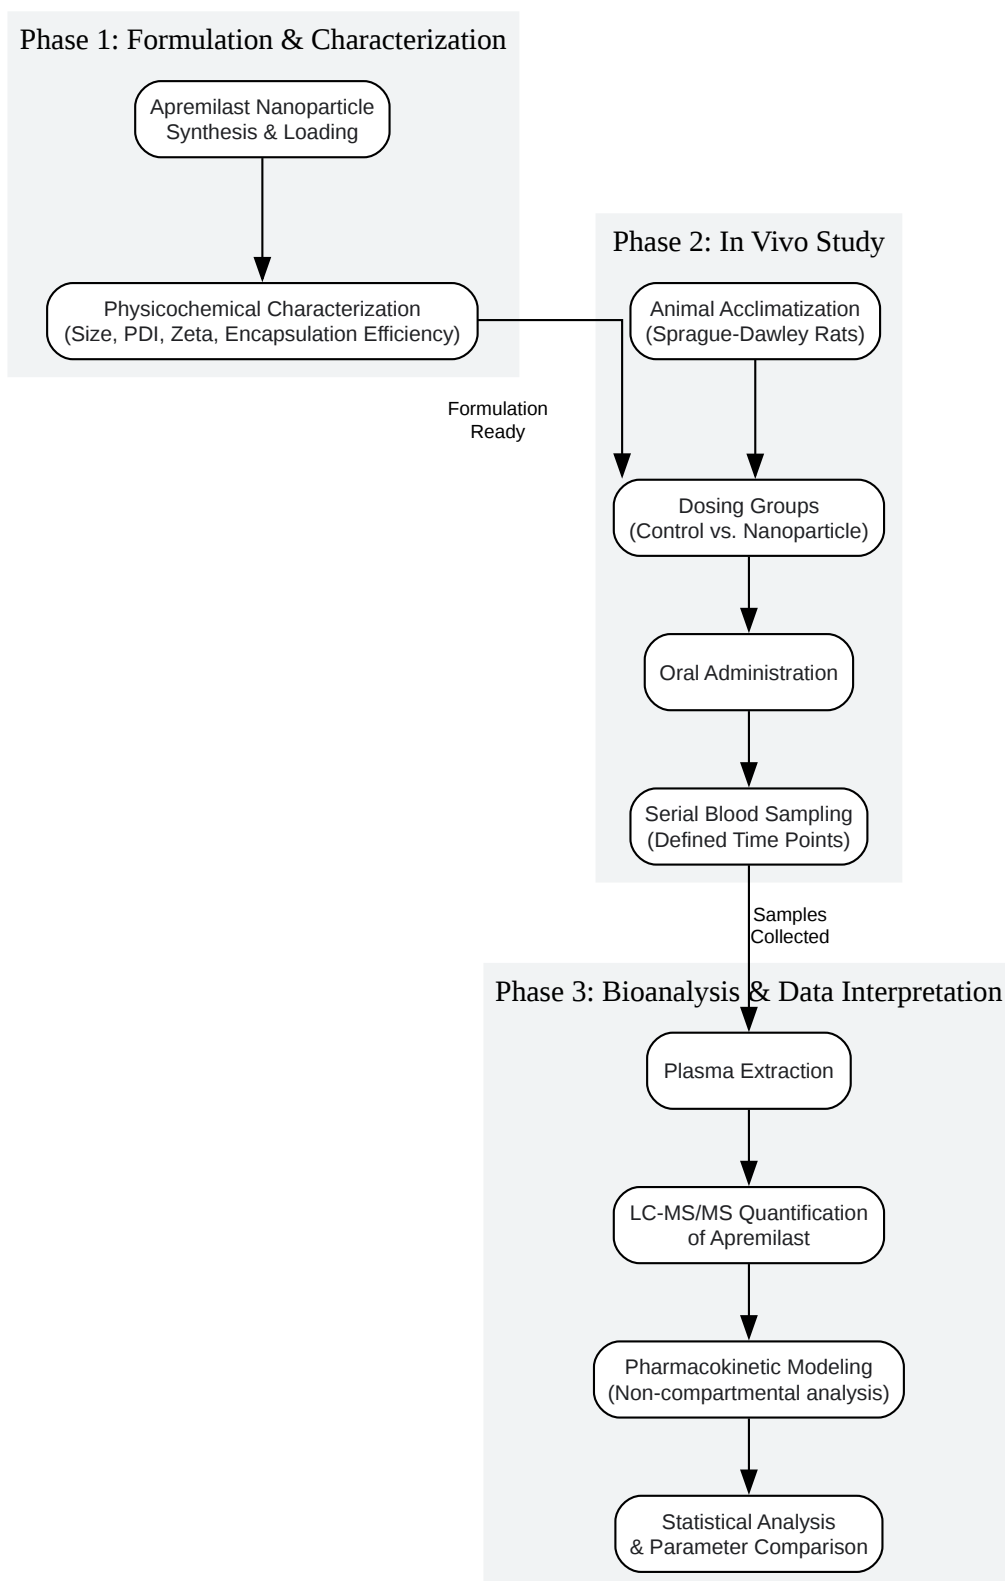 Phase 1: Formulation & Characterization
Apremilast Nanoparticle
Synthesis & Loading
Physicochemical Characterization
(Size, PDI, Zeta, Encapsulation Efficiency)
Formulation
Ready
Phase 2: In Vivo Study
Animal Acclimatization
(Sprague-Dawley Rats)
Dosing Groups
(Control vs. Nanoparticle)
Oral Administration
Serial Blood Sampling
(Defined Time Points)
Samples
Collected
Phase 3: Bioanalysis & Data Interpretation
Plasma Extraction
LC-MS/MS Quantification
of Apremilast
Pharmacokinetic Modeling
(Non-compartmental analysis)
Statistical Analysis
& Parameter Comparison